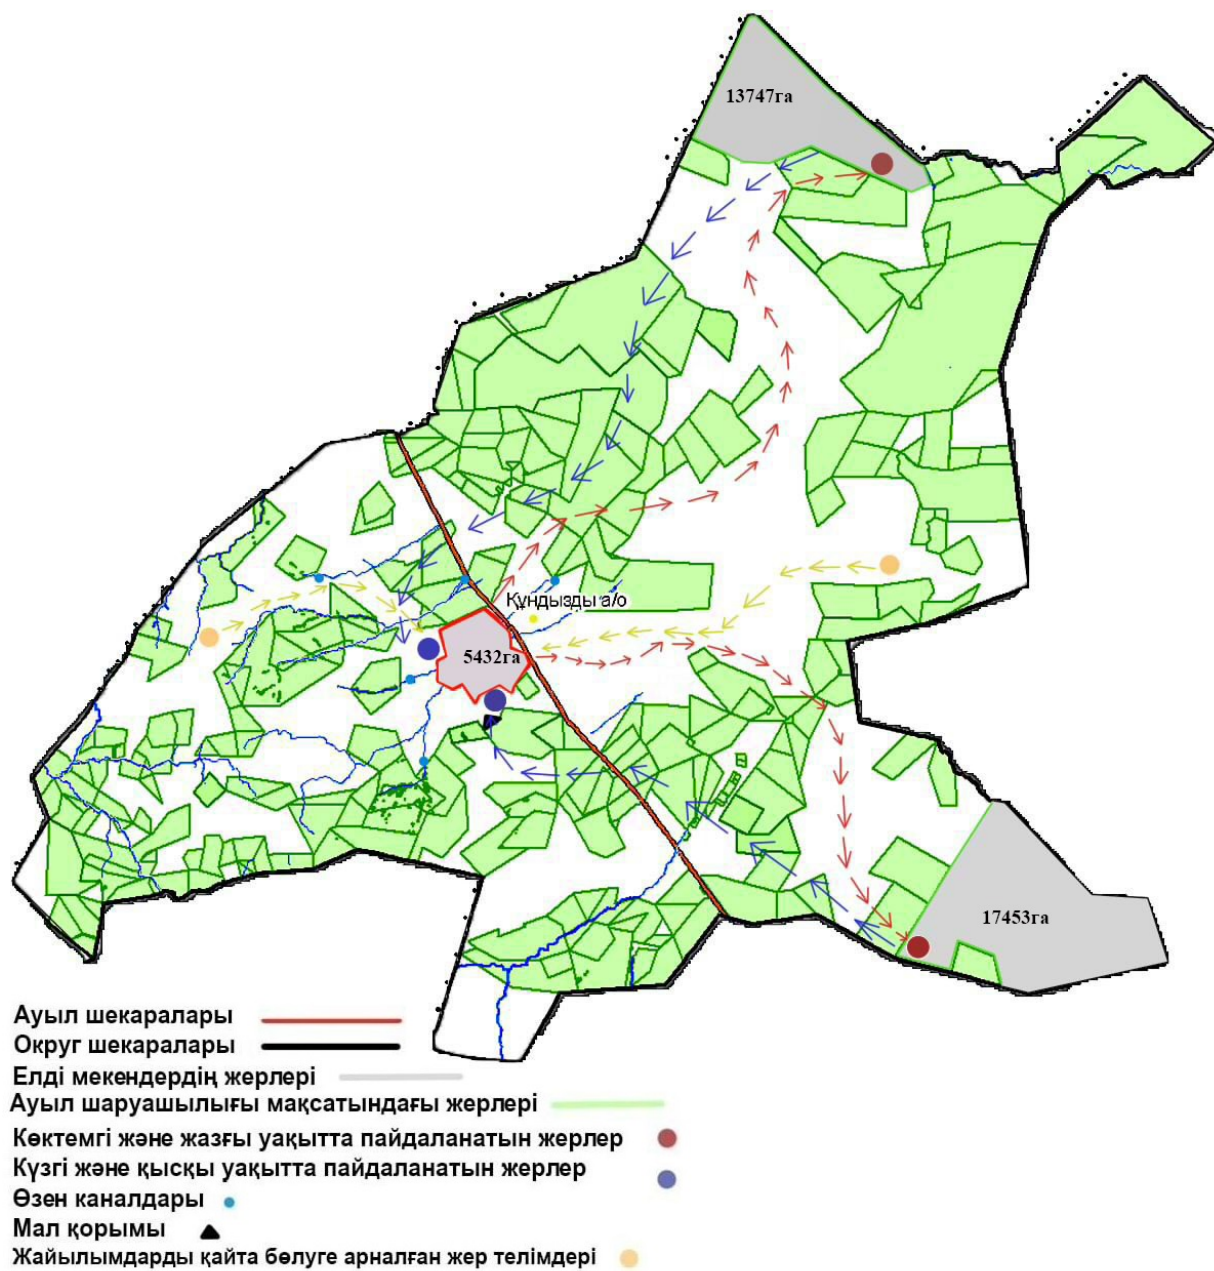 13747га
Құндызды а/о
5432га
17453га
Ауыл шекаралары
Округ шекаралары
Елді мекендердің жерлері
Ауыл шаруашылығы мақсатындағы жерлері
Көктемгі және жазғы уақытта пайдаланатын жерлер
Күзгі және қысқы уақытта пайдаланатын жерлер
Өзен каналдары
Мал қорымы
Жайылымдарды қайта бөлуге арналған жер телімдері